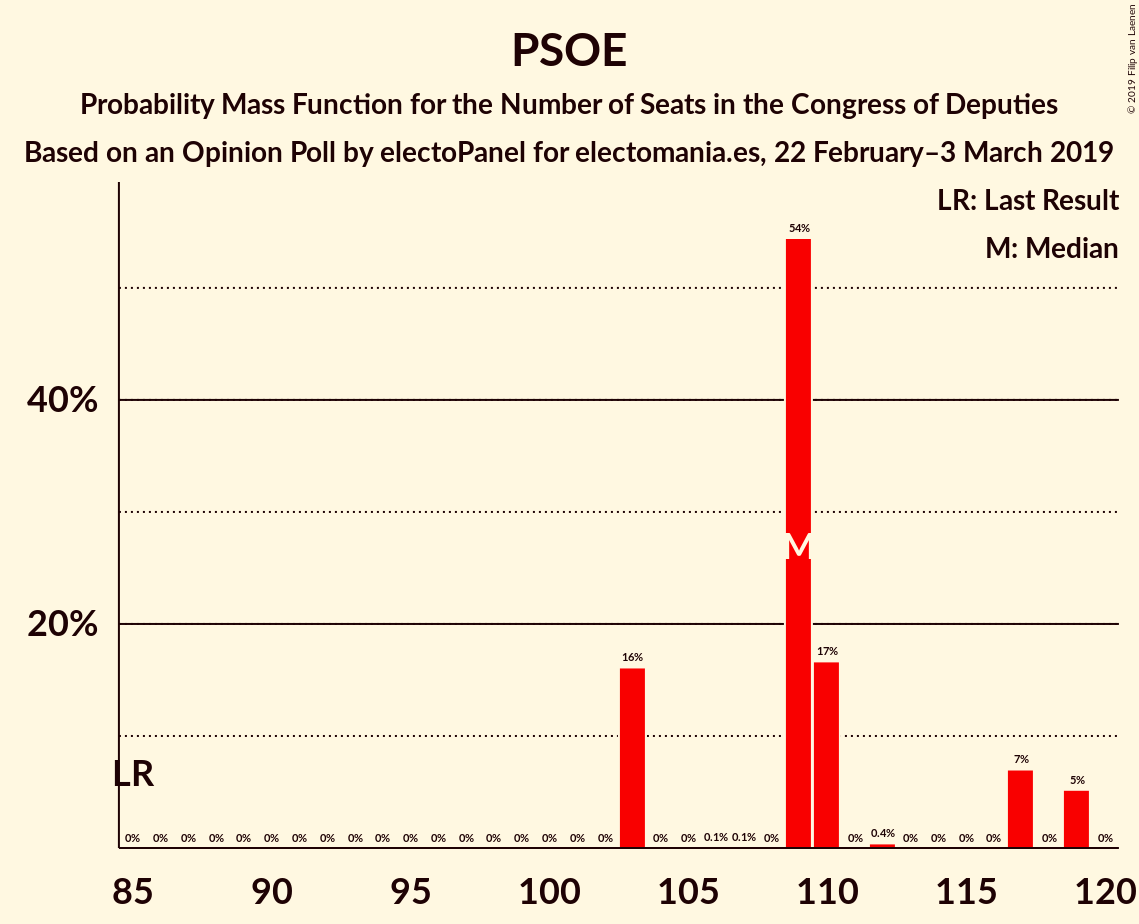 PSOE
Probability Mass Function for the Number of Seats in the Congress of Deputies
Based on an Opinion Poll by electoPanel for electomania.es, 22 February–3 March 2019
© 2019 Filip van Laenen
LR: Last Result
M: Median
54%
40%
M
20%
17%
16%
LR
7%
5%
0% 0% 0% 0% 0% 0% 0% 0% 0% 0% 0% 0% 0% 0% 0% 0% 0% 0% 0% 0.1% 0.1% 0% 0% 0.4% 0% 0% 0% 0% 0% 0%
85 90 95 100 105 110 115 120